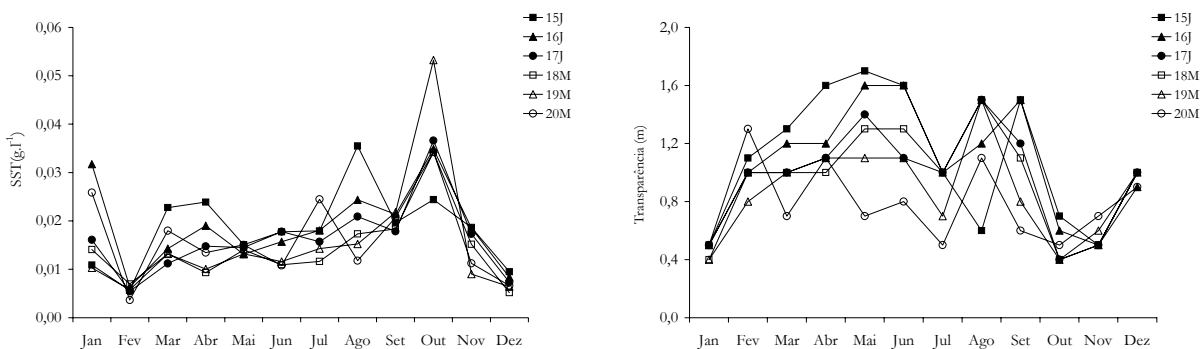 0,06
0,05
0,04
0,03
0,02
0,01
0,00
SST(g.l⁻¹)
Jan Fev Mar Abr Mai Jun Jul Ago Set Out Nov Dez
15J
16J
17J
18M
19M
20M
2,0
1,6
1,2
0,8
0,4
0,0
Transparência (m)
Jan Fev Mar Abr Mai Jun Jul Ago Set Out Nov Dez
15J
16J
17J
18M
19M
20M